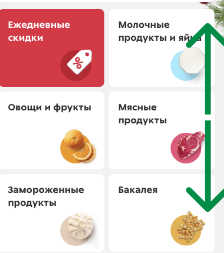 Ежедневные
скидки
Молочные
продукты и яйца
Овощи и фрукты
Мясные
продукты
Замороженные
продукты
Бакалея